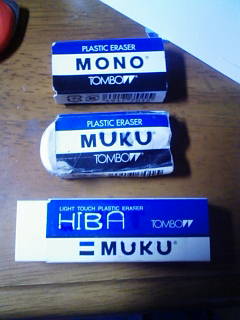 PLASTIC ERASER
MONO®
TOMBOW
PLASTIC ERASER
MUKU®
TOMBOW
LIGHT TOUCH PLASTIC ERASER
HIBA
TOMBOW
=MUKU®